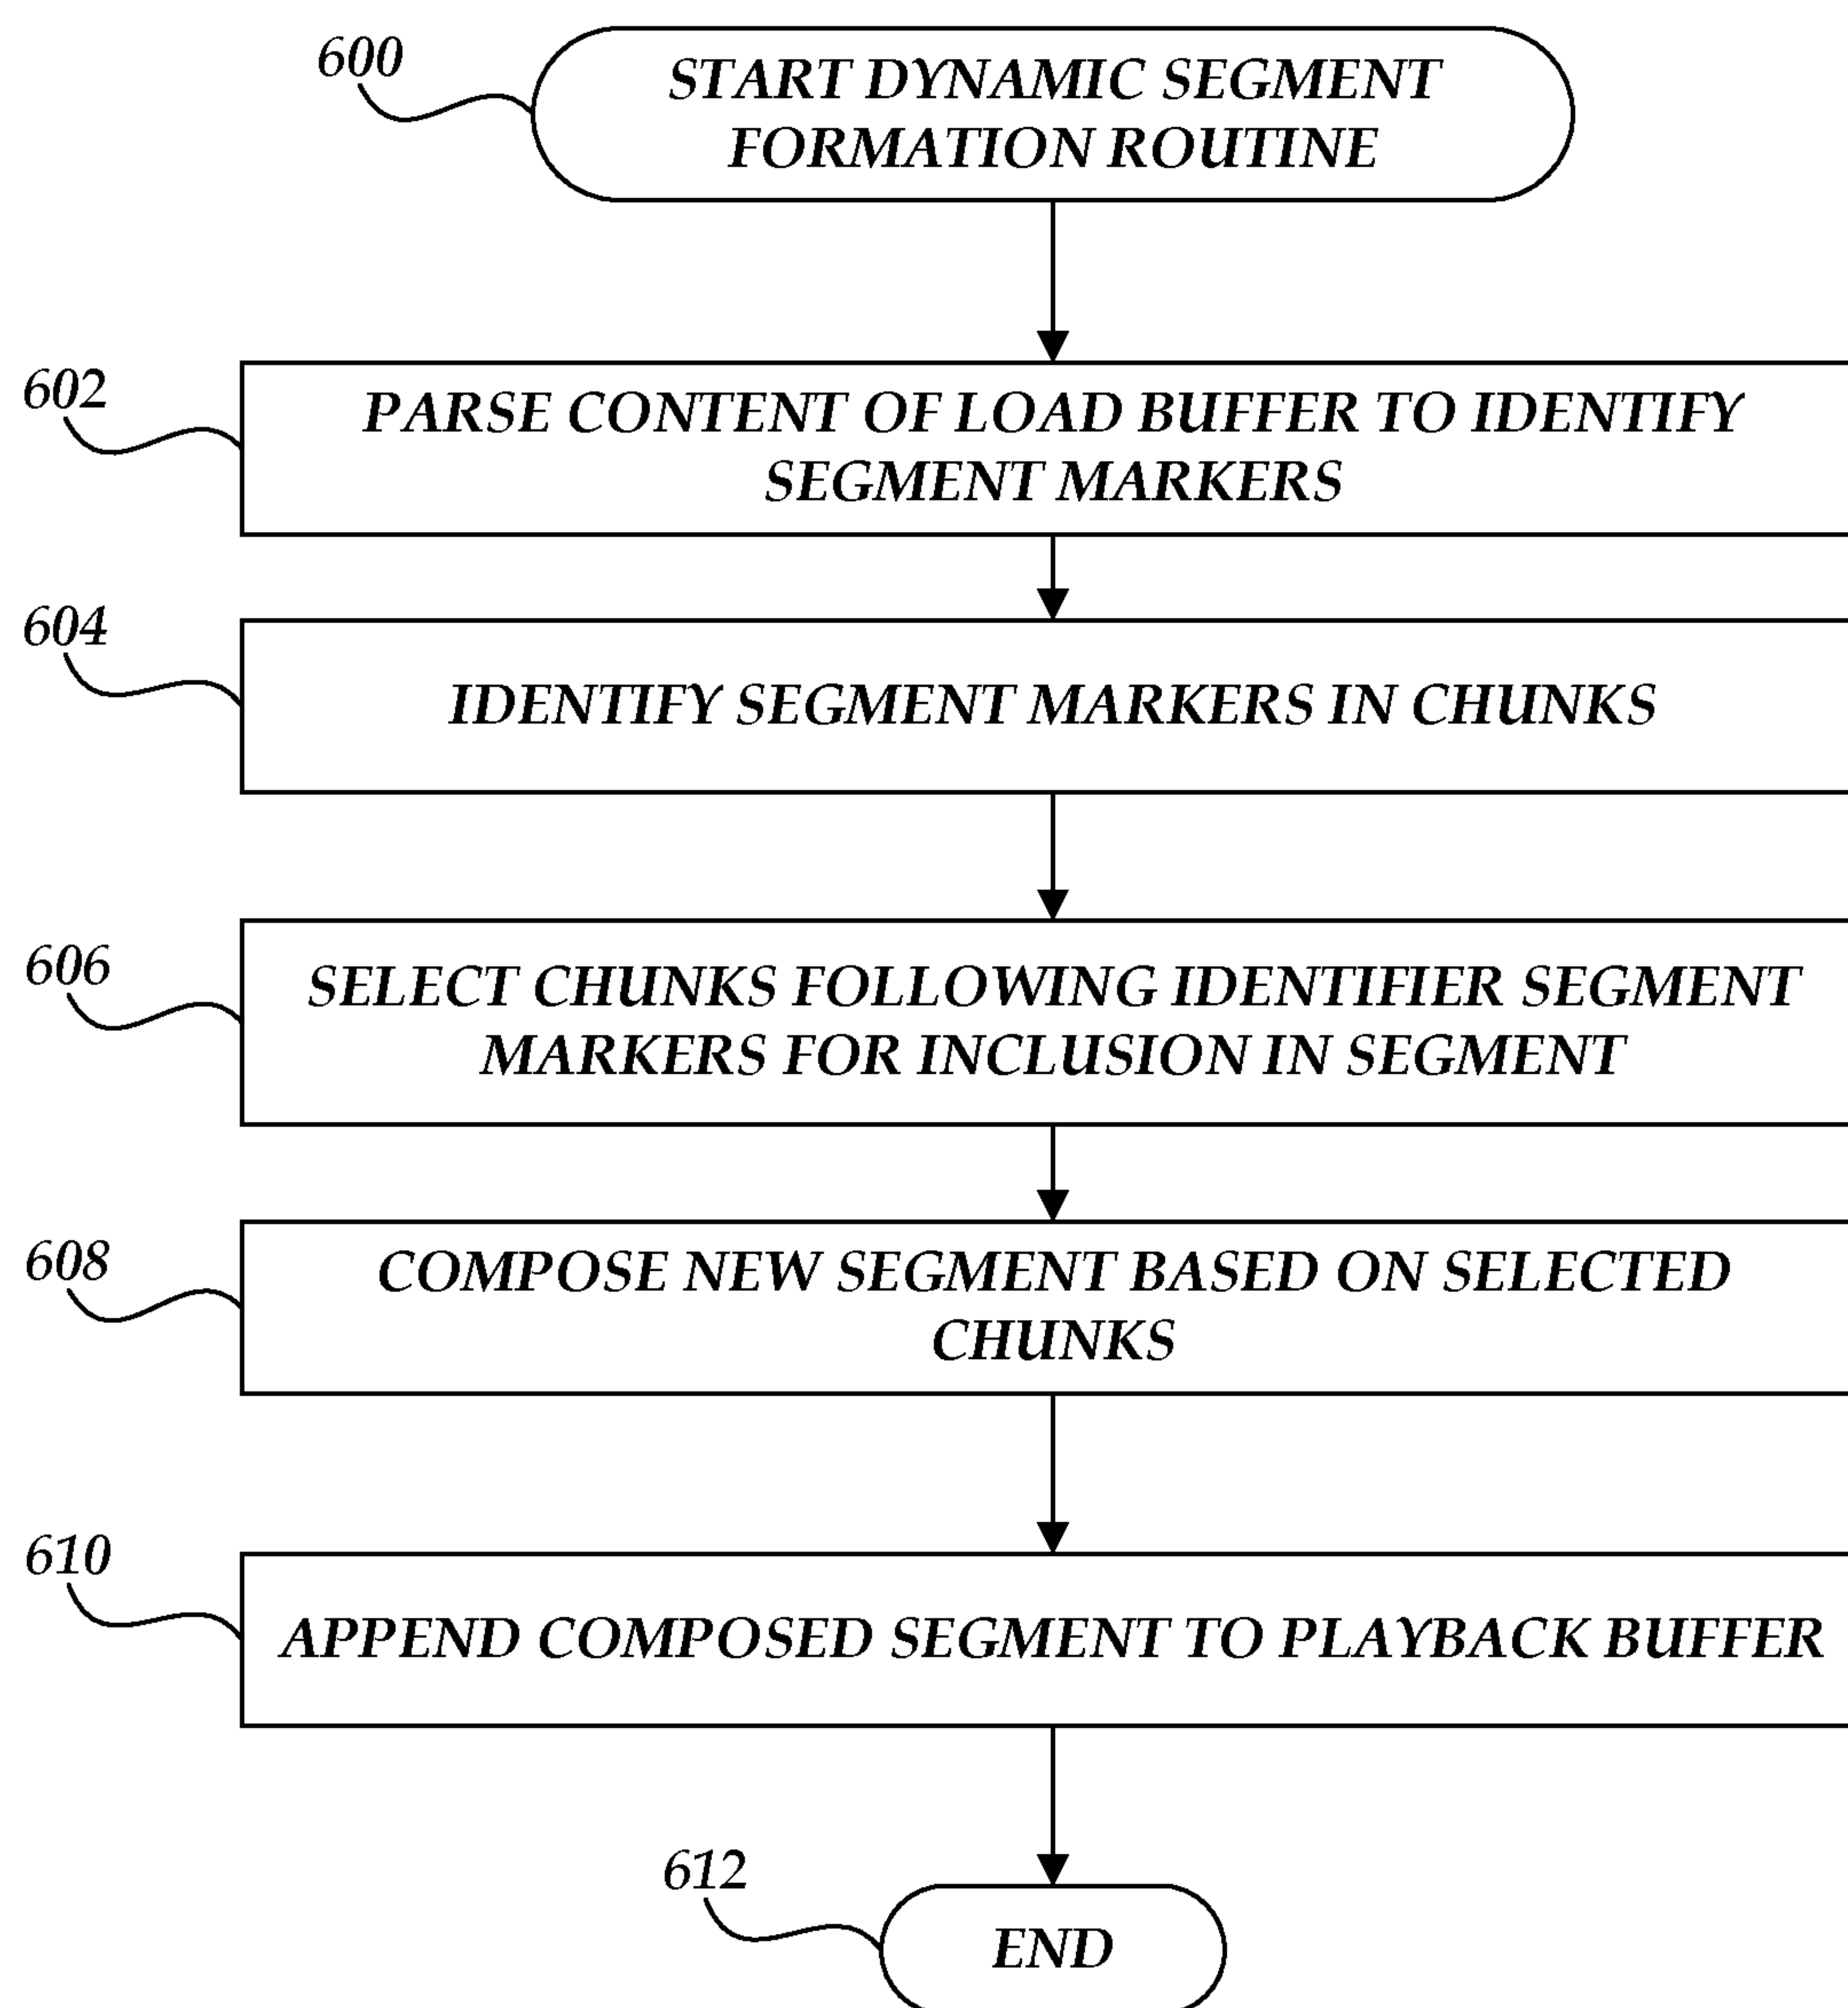 600
START DYNAMIC SEGMENT
FORMATION ROUTINE
602
PARSE CONTENT OF LOAD BUFFER TO IDENTIFY
SEGMENT MARKERS
604
IDENTIFY SEGMENT MARKERS IN CHUNKS
606
SELECT CHUNKS FOLLOWING IDENTIFIER SEGMENT
MARKERS FOR INCLUSION IN SEGMENT
608
COMPOSE NEW SEGMENT BASED ON SELECTED
CHUNKS
610
APPEND COMPOSED SEGMENT TO PLAYBACK BUFFER
612
END